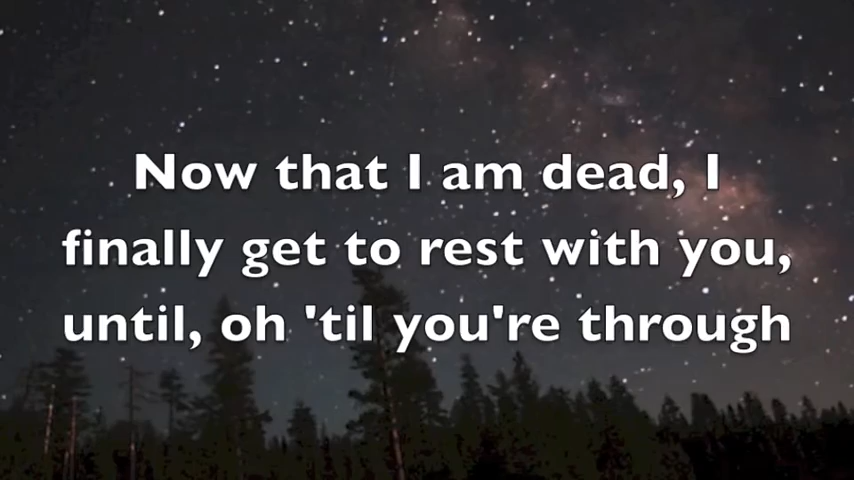 Now that I am dead, I
finally get to rest with you,
until, oh 'til you're through